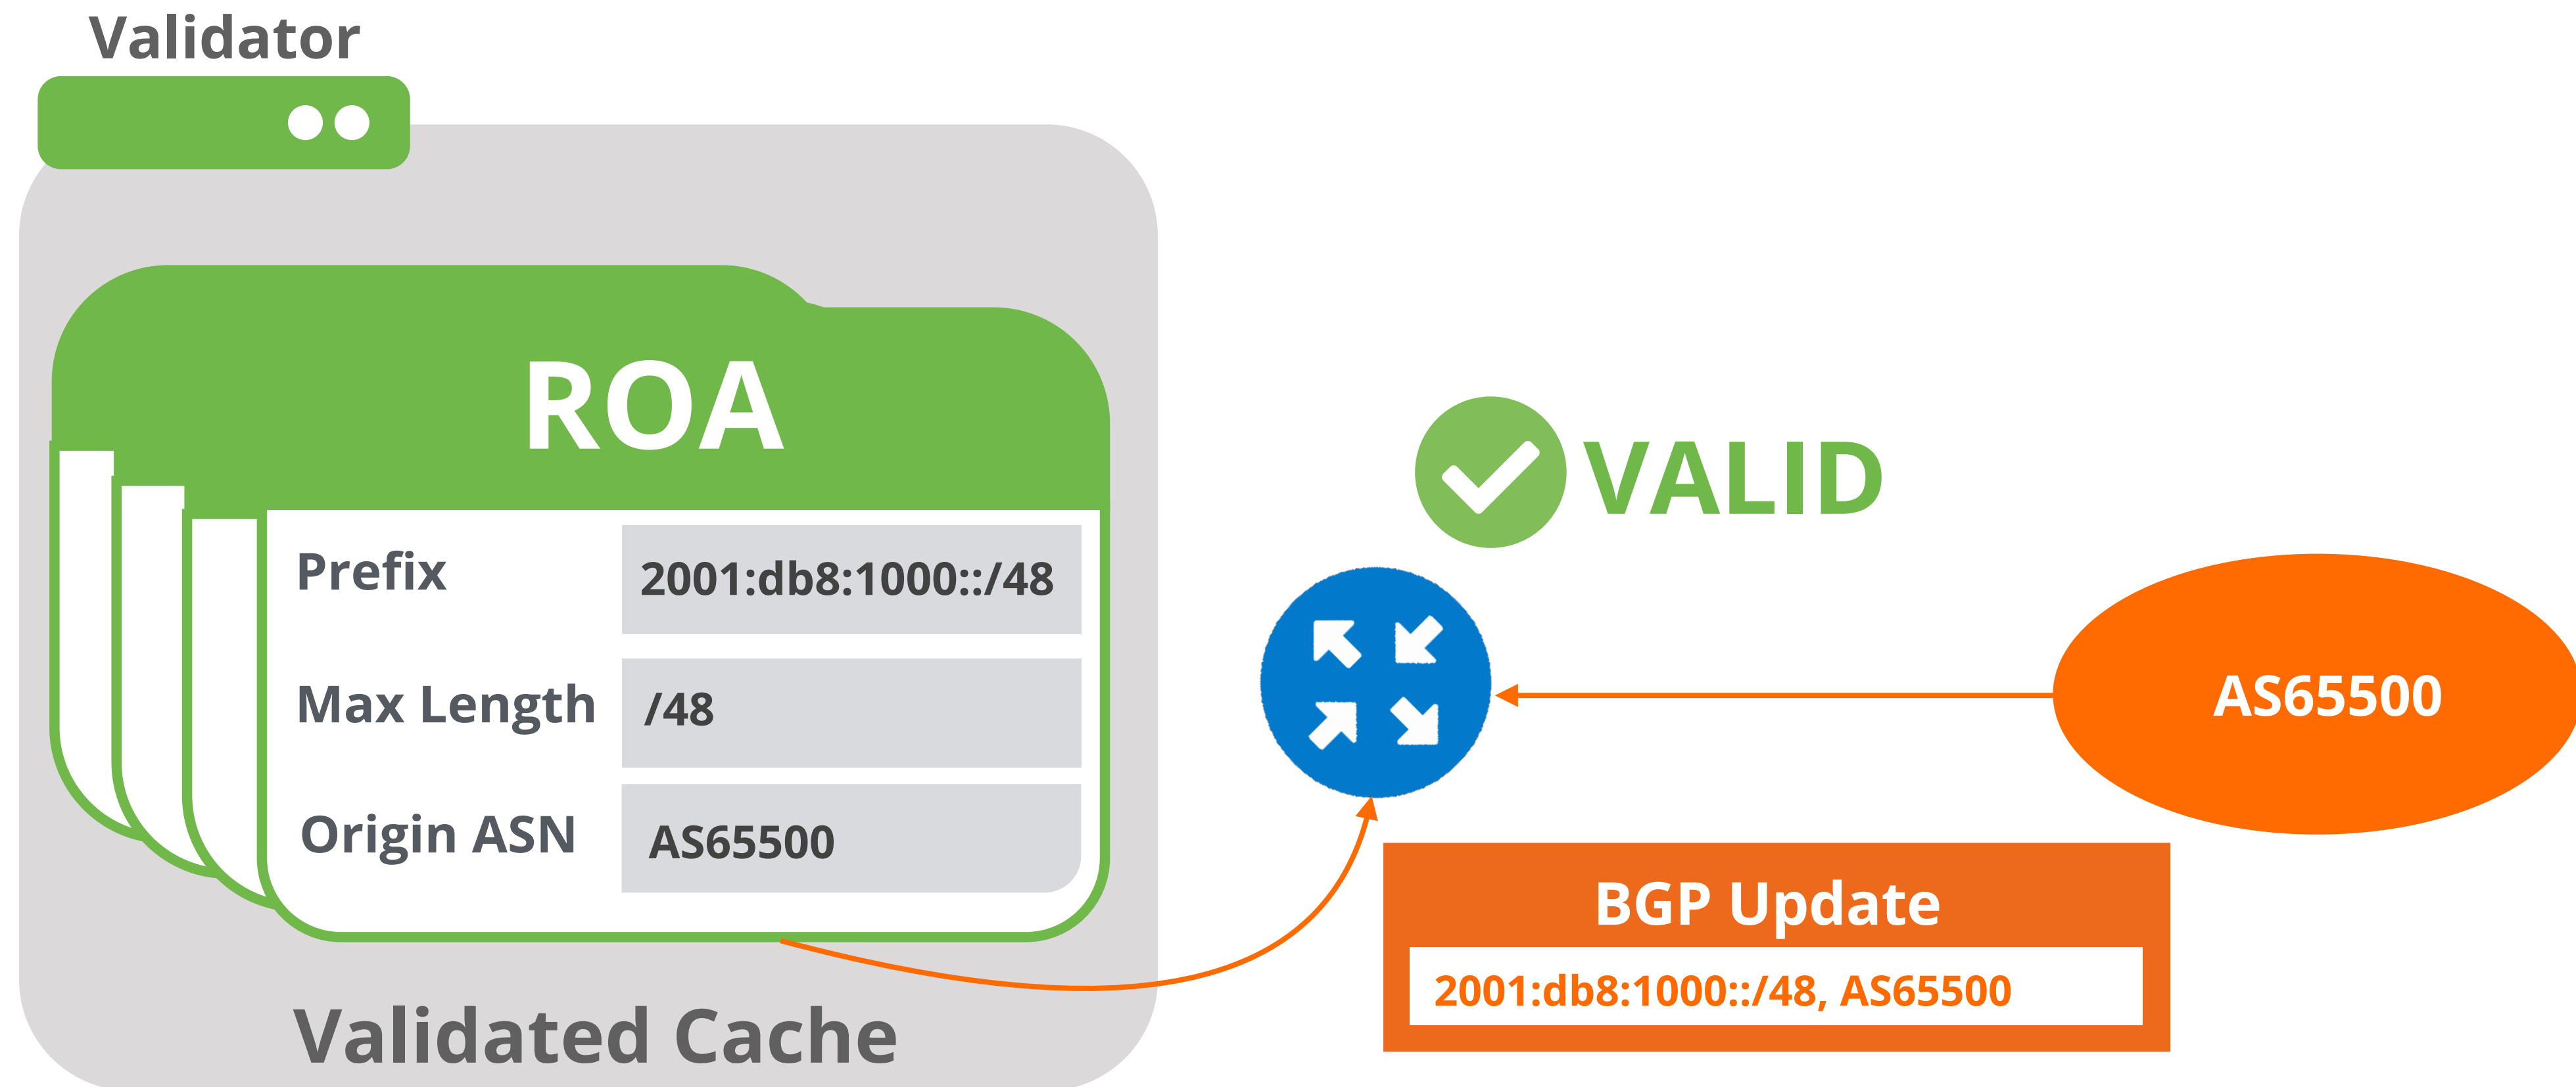 Validator
ROA
Prefix
2001:db8:1000::/48
Max Length
/48
Origin ASN
AS65500
Validated Cache
VALID
AS65500
BGP Update
2001:db8:1000::/48, AS65500